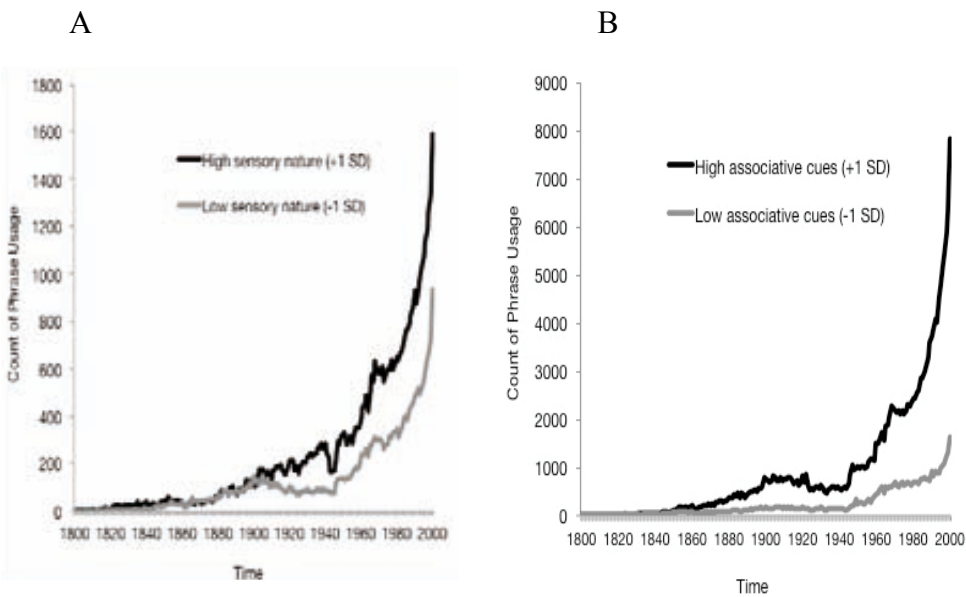 A
1800
1600
1400
1200
1000
800
600
400
200
0
Count of Phrase Usage
High sensory nature (+1 SD)
Low sensory nature (-1 SD)
1800 1820 1840 1860 1880 1900 1920 1940 1960 1980 2000
Time
B
9000
8000
7000
6000
5000
4000
3000
2000
1000
0
Count of Phrase Usage
High associative cues (+1 SD)
Low associative cues (-1 SD)
1800 1820 1840 1860 1880 1900 1920 1940 1960 1980 2000
Time